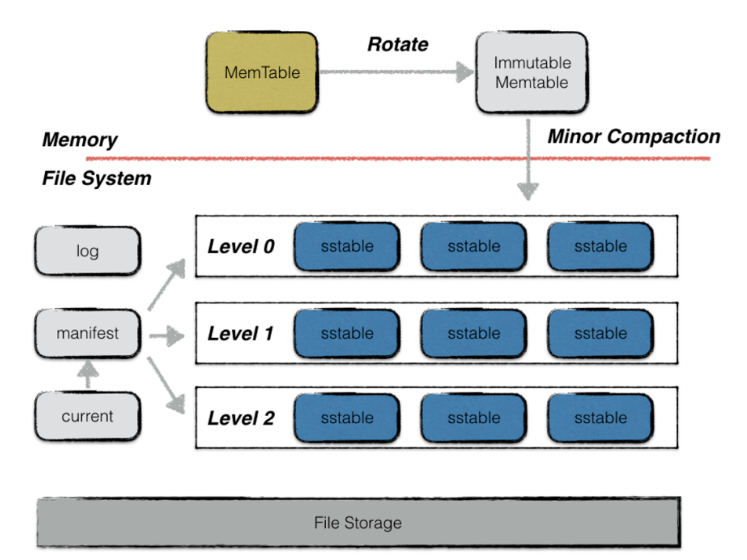 Rotate
MemTable
Immutable
Memtable
Memory
Minor Compaction
File System
log
Level 0
sstable
sstable
sstable
manifest
Level 1
sstable
sstable
sstable
current
Level 2
sstable
sstable
sstable
File Storage